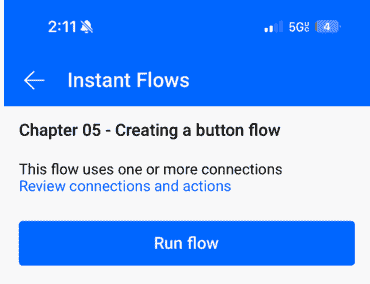 2:11 5G 4
Instant Flows
Chapter 05 - Creating a button flow
This flow uses one or more connections
Review connections and actions
Run flow